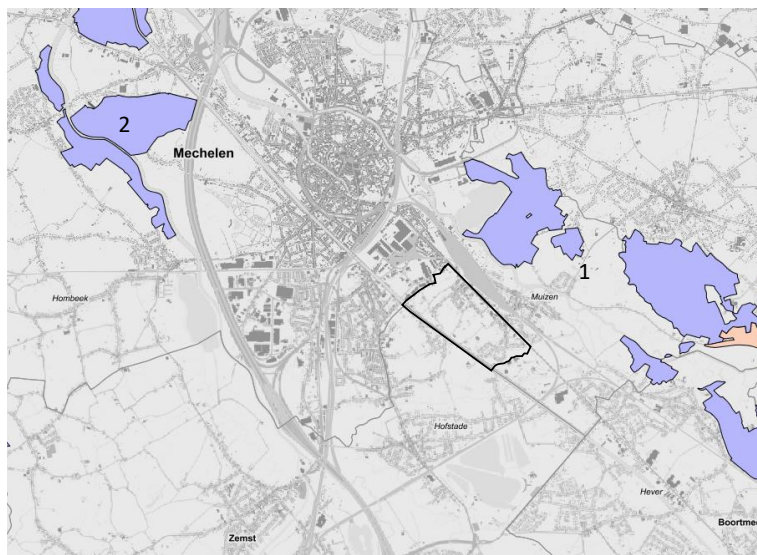 2
Mechelen
1
Muizen
Hombeek
Hofstade
Hever
Zemst
Boortme